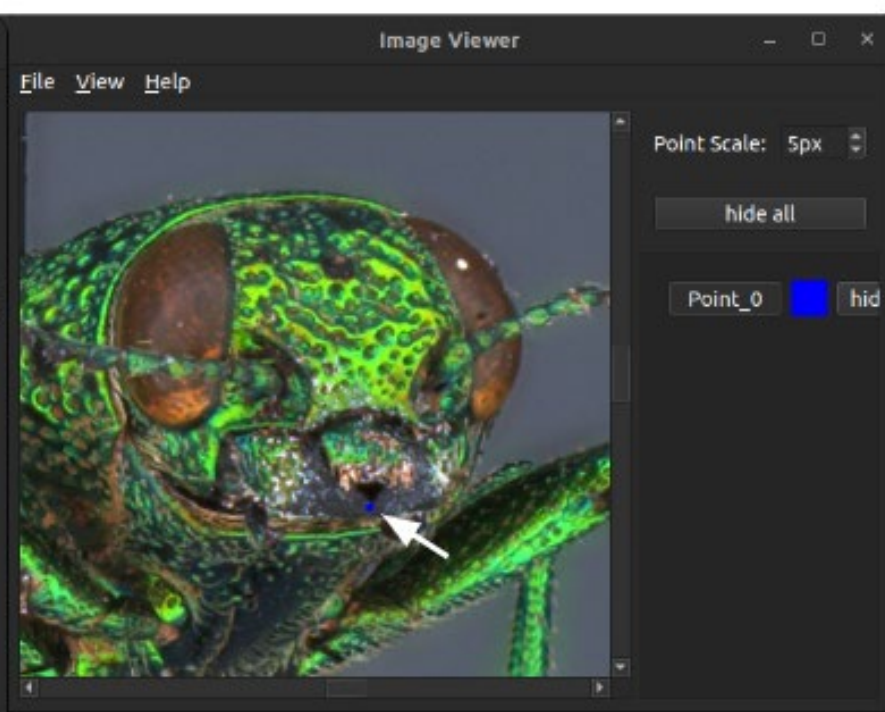 Image Viewer
File View Help
Point Scale: 5px
hide all
Point_0 hid